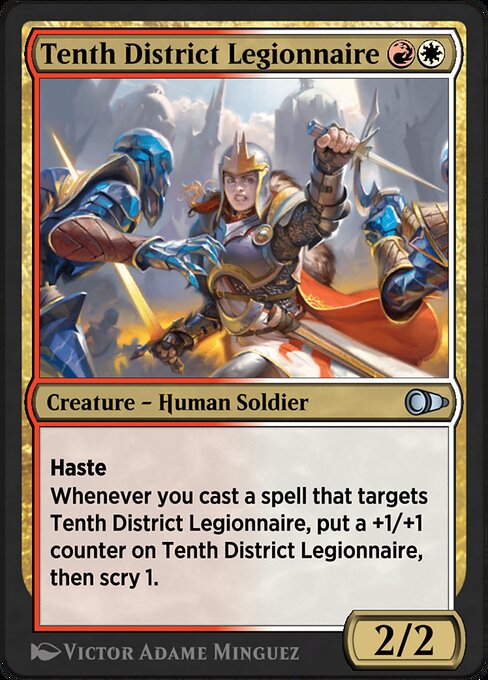 Tenth District Legionnaire
Creature – Human Soldier
Haste
Whenever you cast a spell that targets
Tenth District Legionnaire, put a +1/+1
counter on Tenth District Legionnaire,
then scry 1.
2/2
Victor Adame Minguez